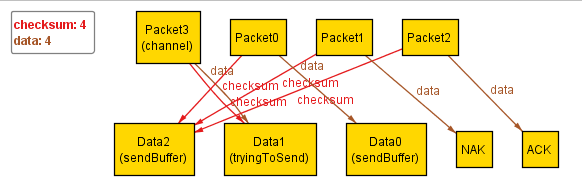 checksum: 4
data: 4
Packet3
(channel)
Packet0
Packet1
Packet2
data
data
data
data
checksum
checksum
checksum
checksum
Data2
(sendBuffer)
Data1
(tryingToSend)
Data0
(sendBuffer)
NAK
ACK